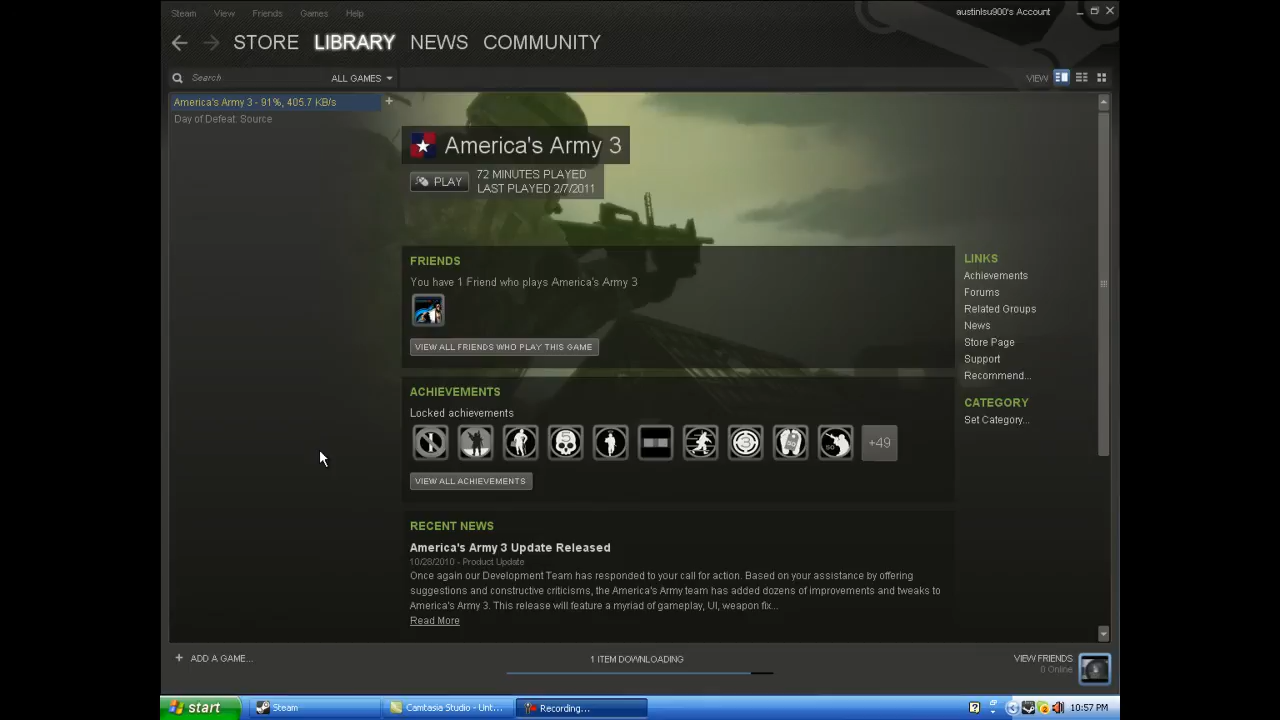 Steam View Friends Games Help
austinlsu900's Account
STORE LIBRARY NEWS COMMUNITY
Search ALL GAMES
VIEW
America's Army 3 - 91%, 405.7 KB/s
Day of Defeat: Source
America's Army 3
PLAY
72 MINUTES PLAYED
LAST PLAYED 2/7/2011
FRIENDS
You have 1 Friend who plays America's Army 3
VIEW ALL FRIENDS WHO PLAY THIS GAME
ACHIEVEMENTS
Locked achievements
+49
VIEW ALL ACHIEVEMENTS
RECENT NEWS
America's Army 3 Update Released
10/28/2010 - Product Update
Once again our Development Team has responded to your call for action. Based on your assistance by offering
suggestions and constructive criticisms, the America's Army team has added dozens of improvements and tweaks to
America's Army 3. This release will feature a myriad of gameplay, UI, weapon fix...
Read More
LINKS
Achievements
Forums
Related Groups
News
Store Page
Support
Recommend...
CATEGORY
Set Category...
+ ADD A GAME...
1 ITEM DOWNLOADING
VIEW FRIENDS
0 Online
start
Steam
Camtasia Studio - Unt...
Recording...
10:57 PM